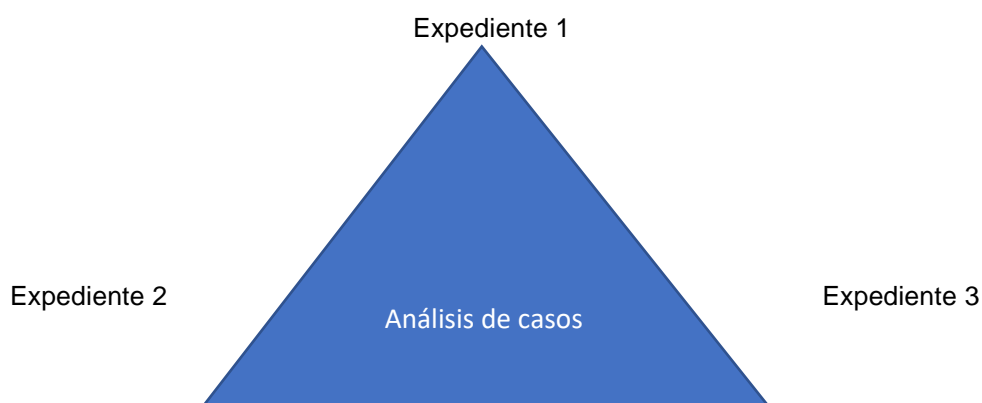 Expediente 1
Expediente 2
Expediente 3
Análisis de casos